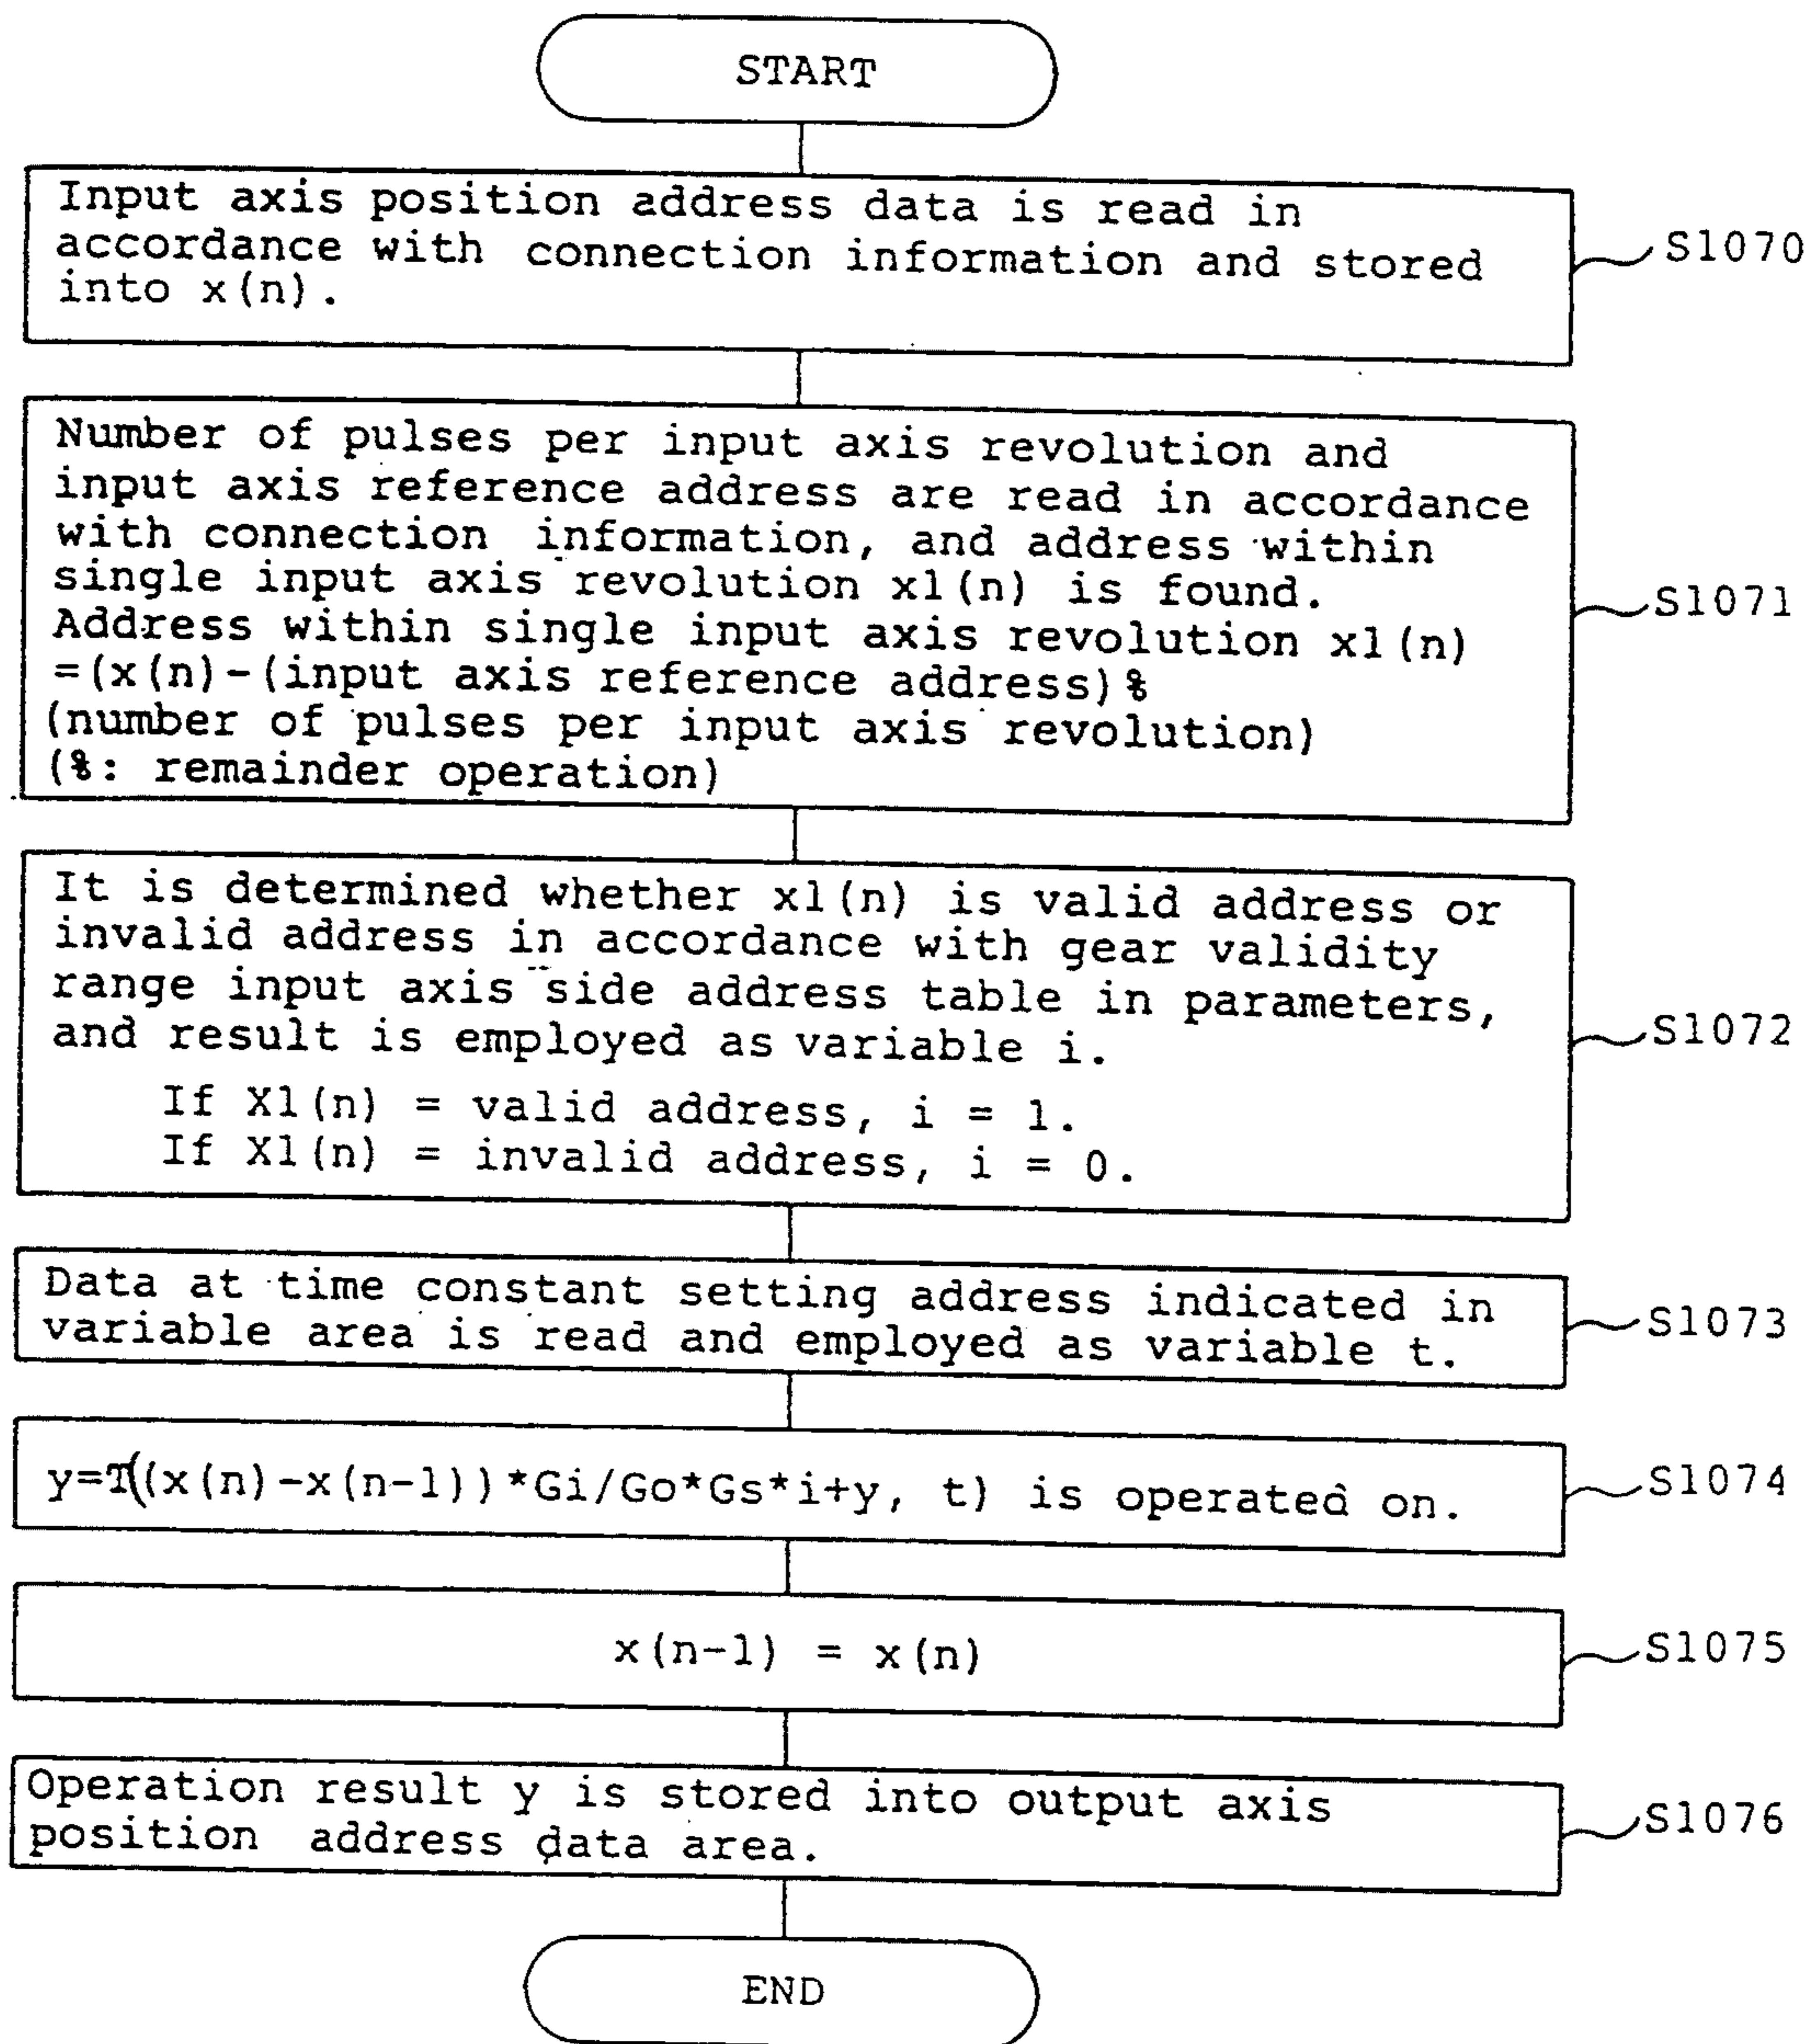 START
Input axis position address data is read in
accordance with connection information and stored
into x(n).
S1070
Number of pulses per input axis revolution and
input axis reference address are read in accordance
with connection information, and address within
single input axis revolution x1(n) is found.
Address within single input axis revolution x1(n)
=(x(n)-(input axis reference address)%
(number of pulses per input axis revolution)
(%: remainder operation)
S1071
It is determined whether x1(n) is valid address or
invalid address in accordance with gear validity
range input axis side address table in parameters,
and result is employed as variable i.
If X1(n) = valid address, i = 1.
If X1(n) = invalid address, i = 0.
S1072
Data at time constant setting address indicated in
variable area is read and employed as variable t.
S1073
y=T((x(n)-x(n-1))*Gi/Go*Gs*i+y, t) is operated on.
S1074
x(n-1) = x(n)
S1075
Operation result y is stored into output axis
position address data area.
S1076
END